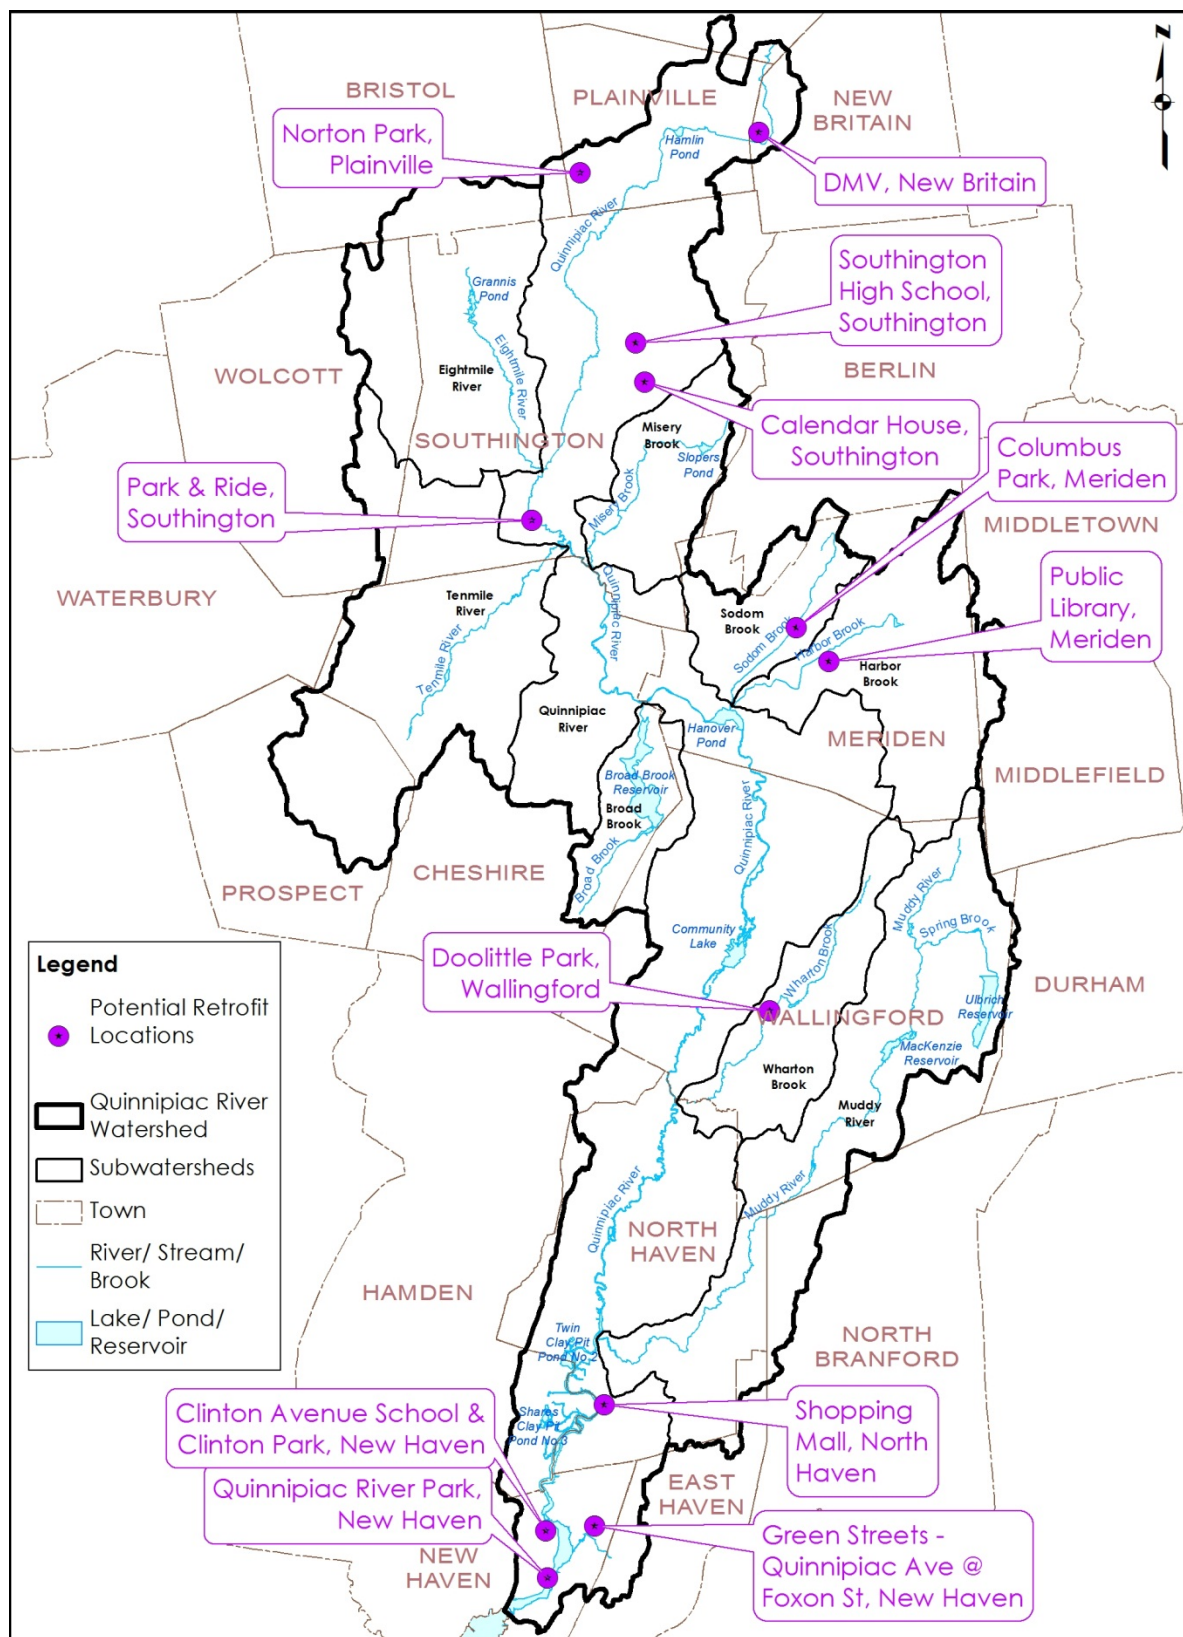 N
BRISTOL
PLAINVILLE
NEW
BRITAIN
Norton Park,
Plainville
Hamlin
Pond
DMV, New Britain
Quinnipiac River
Southington
High School,
Southington
Grannis
Pond
Eightmile River
Eightmile
River
WOLCOTT
BERLIN
SOUTHINGTON
Misery
Brook
Slopers
Pond
Misery Brook
Calendar House,
Southington
Columbus
Park, Meriden
Park & Ride,
Southington
MIDDLETOWN
WATERBURY
Tenmile
River
Tenmile River
Quinnipiac River
Sodom
Brook
Sodom Brook
Harbor Brook
Harbor
Brook
Public
Library,
Meriden
Quinnipiac
River
Hanover
Pond
MERIDEN
MIDDLEFIELD
Broad Brook
Reservoir
Broad
Brook
Broad Brook
Quinnipiac River
PROSPECT
CHESHIRE
Muddy River
Spring Brook
Community
Lake
Wharton Brook
Doolittle Park,
Wallingford
WALLINGFORD
DURHAM
Ulbrich
Reservoir
MacKenzie
Reservoir
Wharton
Brook
Muddy
River
Legend
Potential Retrofit
Locations
Quinnipiac River
Watershed
Subwatersheds
Town
River/ Stream/
Brook
Lake/ Pond/
Reservoir
Quinnipiac River
Muddy River
NORTH
HAVEN
HAMDEN
Twin
Clay Pit
Pond No.2
NORTH
BRANFORD
Shares
Clay Pit
Pond No.3
Clinton Avenue School &
Clinton Park, New Haven
Shopping
Mall, North
Haven
Quinnipiac River Park,
New Haven
EAST
HAVEN
Green Streets -
Quinnipiac Ave @
Foxon St, New Haven
NEW
HAVEN